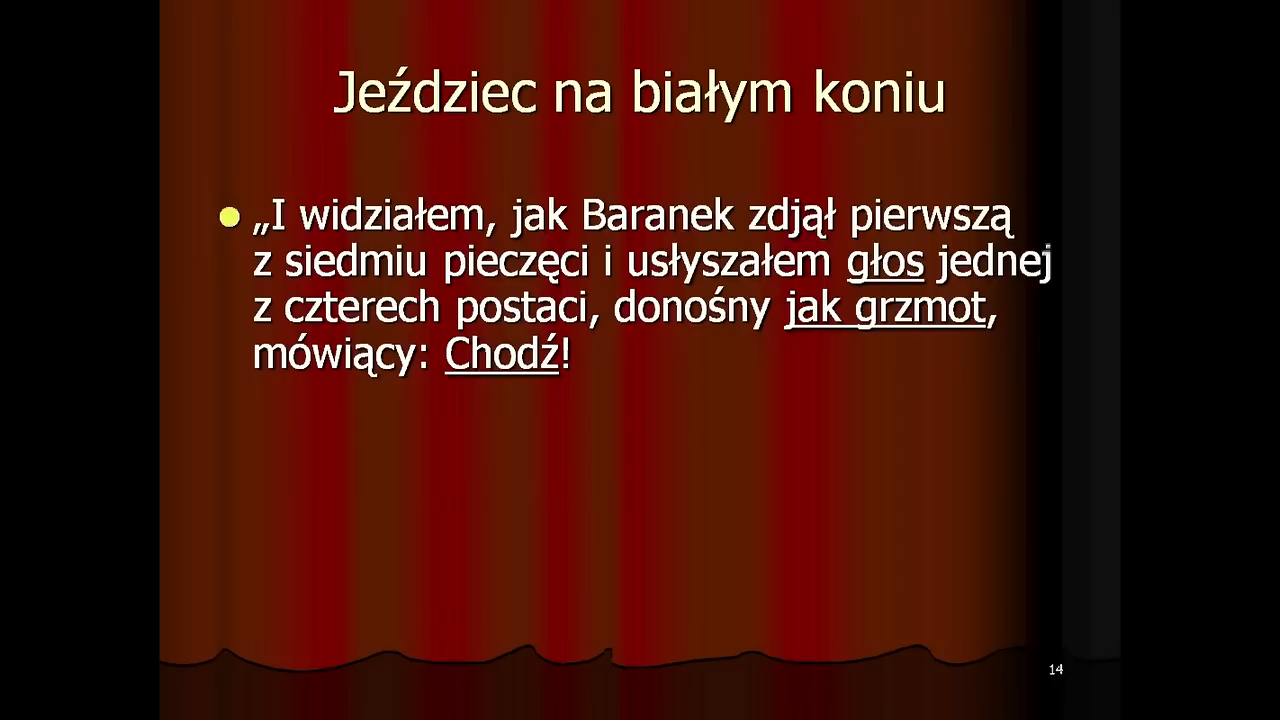 Jeździec na białym koniu
„I widziałem, jak Baranek zdjął pierwszą
z siedmiu pieczęci i usłyszałem głos jednej
z czterech postaci, donośny jak grzmot,
mówiący: Chodź!
14